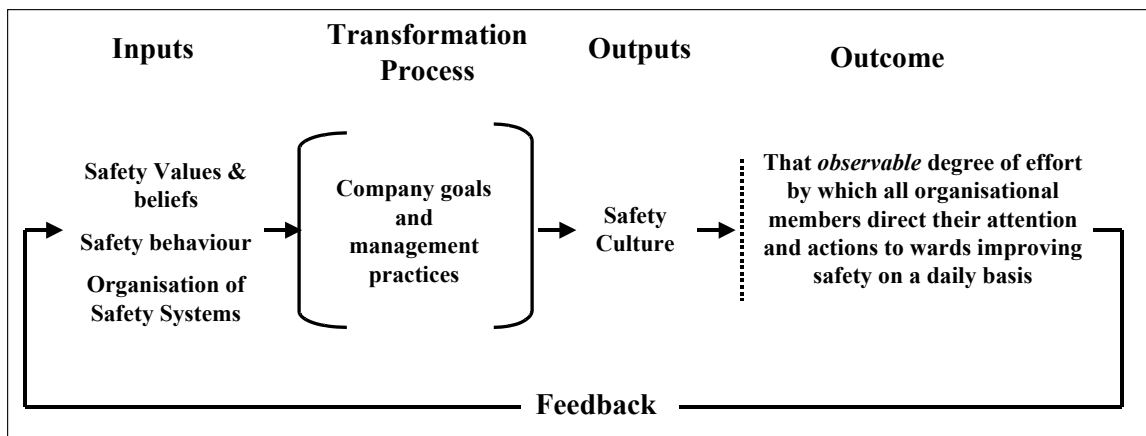 Inputs
Transformation
Process
Outputs
Outcome
Safety Values &
beliefs
Safety behaviour
Organisation of
Safety Systems
Company goals
and
management
practices
Safety
Culture
That observable degree of effort
by which all organisational
members direct their attention
and actions to wards improving
safety on a daily basis
Feedback